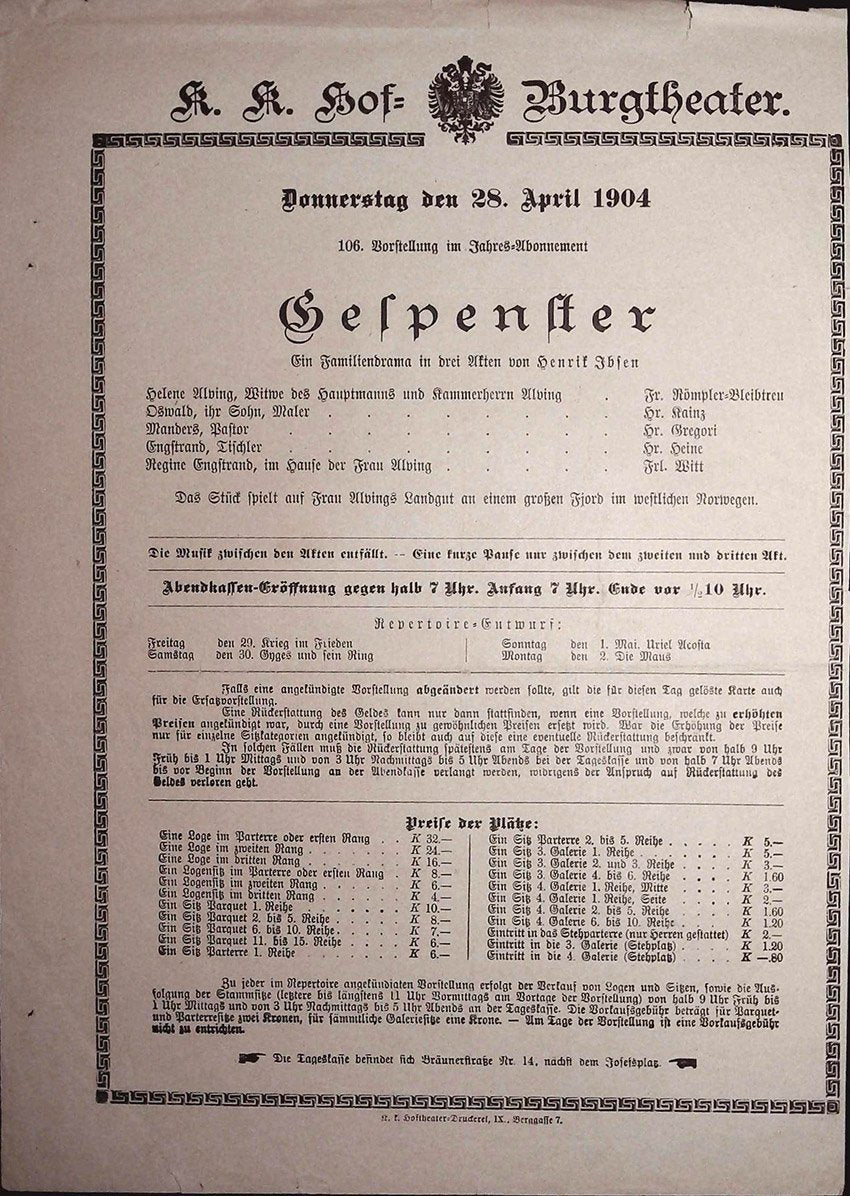 K. K. Hof-Burgtheater.
Donnerstag den 28. April 1904
106. Vorstellung im Jahres-Abonnement
Gespenster
Ein Familiendrama in drei Akten von Henrik Ibsen
Helene Alving, Witwe des Hauptmanns und Kammerherrn Alving . Fr. Römpler-Bleibtreu
Oswald, ihr Sohn, Maler . . . . . . . . Hr. Kainz
Manders, Pastor . . . . . . . . . Hr. Gregori
Engstrand, Tischler . . . . . . . . . Hr. Heine
Regine Engstrand, im Hause der Frau Alving . . . . . Frl. Witt
Das Stück spielt auf Frau Alvings Landgut an einem großen Fjord im westlichen Norwegen.
Die Musik zwischen den Akten entfällt. -- Eine kurze Pause nur zwischen dem zweiten und dritten Akt.
Abendkassen-Eröffnung gegen halb 7 Uhr. Anfang 7 Uhr. Ende vor 1/2 10 Uhr.
Repertoire-Entwurf:
Freitag den 29. Krieg im Frieden
Samstag den 30. Gyges und sein Ring
Sonntag den 1. Mai. Uriel Acosta
Montag den 2. Die Maus
Falls eine angekündigte Vorstellung abgeändert werden sollte, gilt die für diesen Tag gelöste Karte auch
für die Ersatzvorstellung.
Eine Rückerstattung des Geldes kann nur dann stattfinden, wenn eine Vorstellung, welche zu erhöhten
Preisen angekündigt war, durch eine Vorstellung zu gewöhnlichen Preisen ersetzt wird. War die Erhöhung der Preise
nur für einzelne Sitzkategorien angekündigt, so bleibt auch auf diese eine eventuelle Rückerstattung beschränkt.
In solchen Fällen muß die Rückerstattung spätestens am Tage der Vorstellung und zwar von halb 9 Uhr
Früh bis 1 Uhr Mittags und von 3 Uhr Nachmittags bis 5 Uhr Abends bei der Tageskasse und von halb 7 Uhr Abends
bis vor Beginn der Vorstellung an der Abendkasse verlangt werden, widrigens der Anspruch auf Rückerstattung des
Geldes verloren geht.
Preise der Plätze:
Eine Loge im Parterre oder ersten Rang . . K 32.—
Eine Loge im zweiten Rang . . . . . . . K 24.—
Eine Loge im dritten Rang . . . . . . . K 16.—
Ein Logensitz im Parterre oder ersten Rang . K 8.—
Ein Logensitz im zweiten Rang . . . . . K 6.—
Ein Logensitz im dritten Rang . . . . . K 4.—
Ein Sitz Parquet 1. Reihe . . . . . . K 10.—
Ein Sitz Parquet 2. bis 5. Reihe . . . . K 8.—
Ein Sitz Parquet 6. bis 10. Reihe . . . . K 7.—
Ein Sitz Parquet 11. bis 15. Reihe . . . K 6.—
Ein Sitz Parterre 1. Reihe . . . . . . K 6.—
Ein Sitz Parterre 2. bis 5. Reihe . . . . . K 5.—
Ein Sitz 3. Galerie 1. Reihe . . . . . . K 5.—
Ein Sitz 3. Galerie 2. und 3. Reihe . . . . K 3.—
Ein Sitz 3. Galerie 4. bis 6. Reihe . . . . K 1.60
Ein Sitz 4. Galerie 1. Reihe, Mitte . . . . K 3.—
Ein Sitz 4. Galerie 1. Reihe, Seite . . . . K 2.—
Ein Sitz 4. Galerie 2. bis 5. Reihe . . . . K 1.60
Ein Sitz 4. Galerie 6. bis 10. Reihe . . . . K 1.20
Eintritt in das Stehparterre (nur Herren gestattet) K 2.—
Eintritt in die 3. Galerie (Stehplatz) . . . K 1.20
Eintritt in die 4. Galerie (Stehplatz) . . . K —.80
Zu jeder im Repertoire angekündigten Vorstellung erfolgt der Verkauf von Logen und Sitzen, sowie die Aus-
folgung der Stammsitze (letztere bis längstens 11 Uhr Vormittags am Vortage der Vorstellung) von halb 9 Uhr Früh bis
1 Uhr Mittags und von 3 Uhr Nachmittags bis 5 Uhr Abends an der Tageskasse. Die Vorkaufsgebühr beträgt für Parquet-
und Parterresitze zwei Kronen, für sämmtliche Galeriesitze eine Krone. — Am Tage der Vorstellung ist eine Vorkaufsgebühr
nicht zu entrichten.
Die Tageskasse befindet sich Bräunerstraße Nr. 14, nächst dem Josefsplatz.
K. k. Hoftheater-Druckerei, IX., Berggasse 7.